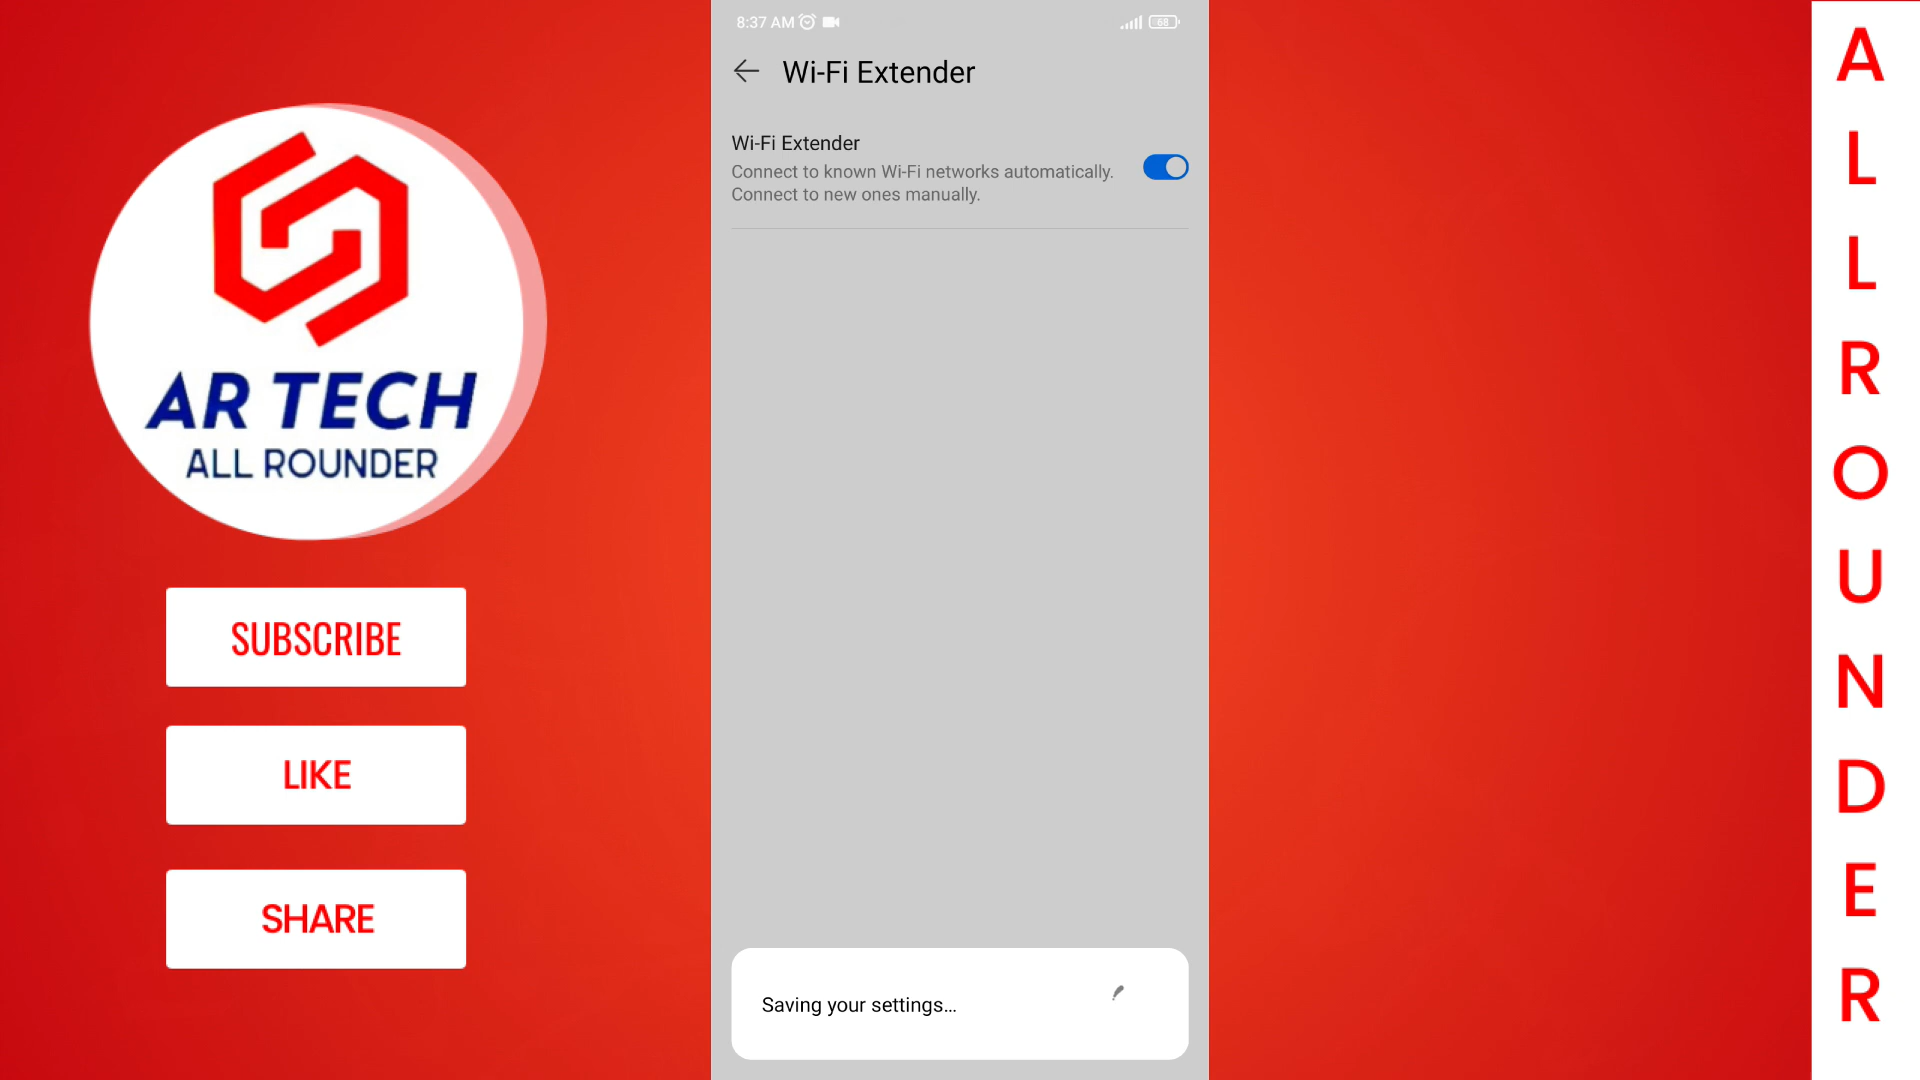 AR TECH
ALL ROUNDER
SUBSCRIBE
LIKE
SHARE
8:37 AM
68
Wi-Fi Extender
Wi-Fi Extender
Connect to known Wi-Fi networks automatically.
Connect to new ones manually.
Saving your settings...
A
L
L
R
O
U
N
D
E
R